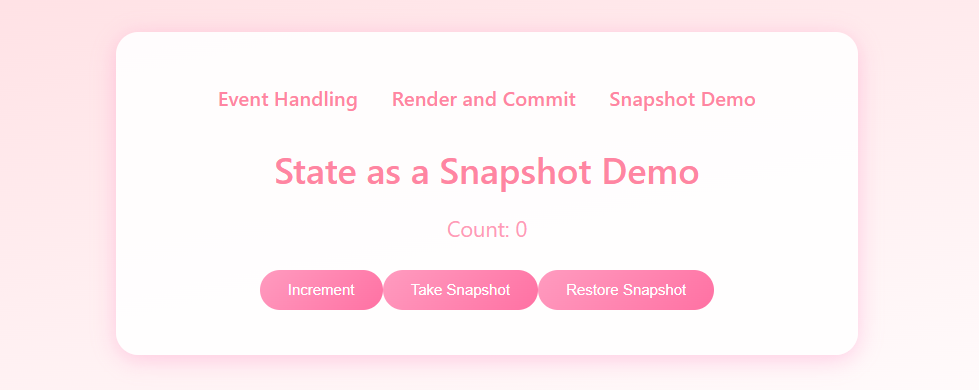 Event Handling Render and Commit Snapshot Demo
State as a Snapshot Demo
Count: 0
Increment Take Snapshot Restore Snapshot